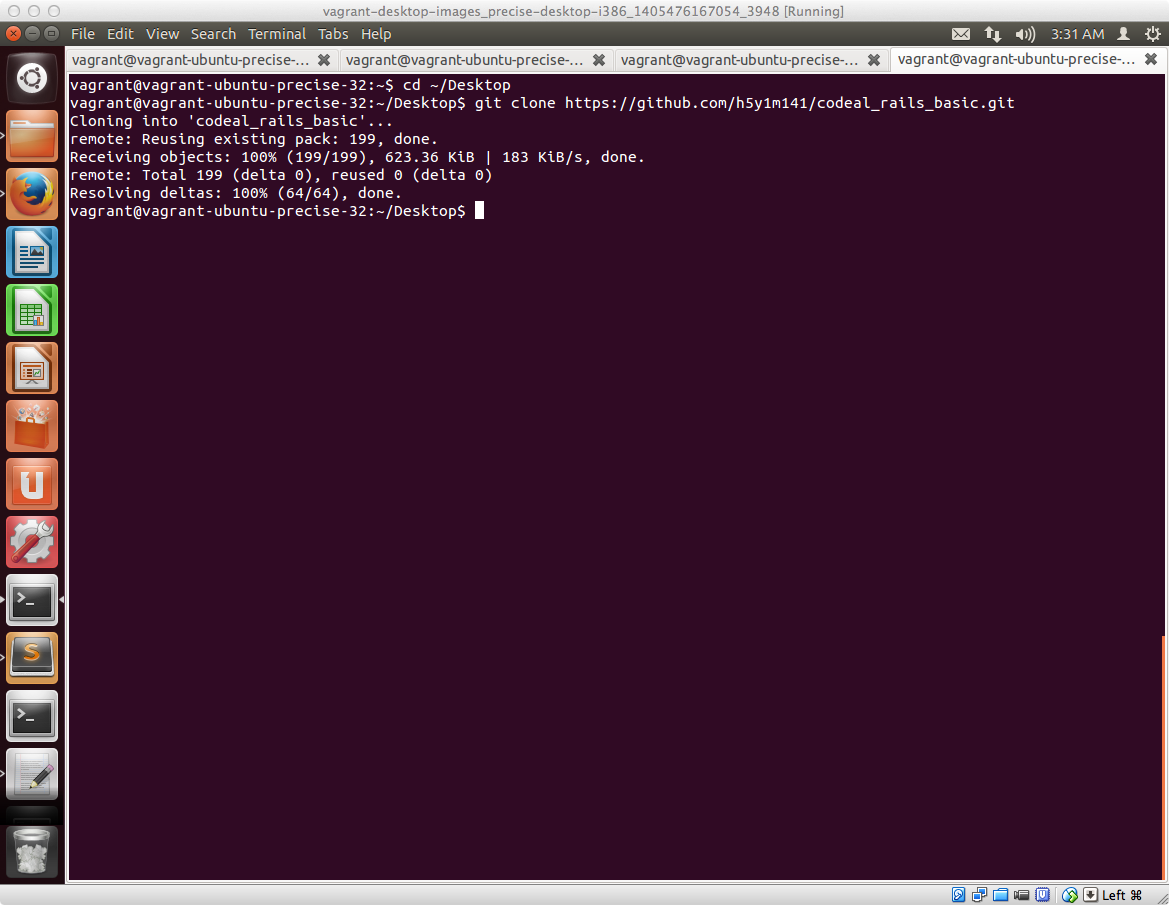 vagrant-desktop-images_precise-desktop-i386_1405476167054_3948 [Running]
File Edit View Search Terminal Tabs Help 3:31 AM
vagrant@vagrant-ubuntu-precise-... vagrant@vagrant-ubuntu-precise-... vagrant@vagrant-ubuntu-precise-... vagrant@vagrant-ubuntu-precise-...
vagrant@vagrant-ubuntu-precise-32:~$ cd ~/Desktop
vagrant@vagrant-ubuntu-precise-32:~/Desktop$ git clone https://github.com/h5y1m141/codeal_rails_basic.git
Cloning into 'codeal_rails_basic'...
remote: Reusing existing pack: 199, done.
Receiving objects: 100% (199/199), 623.36 KiB | 183 KiB/s, done.
remote: Total 199 (delta 0), reused 0 (delta 0)
Resolving deltas: 100% (64/64), done.
vagrant@vagrant-ubuntu-precise-32:~/Desktop$
Left ⌘